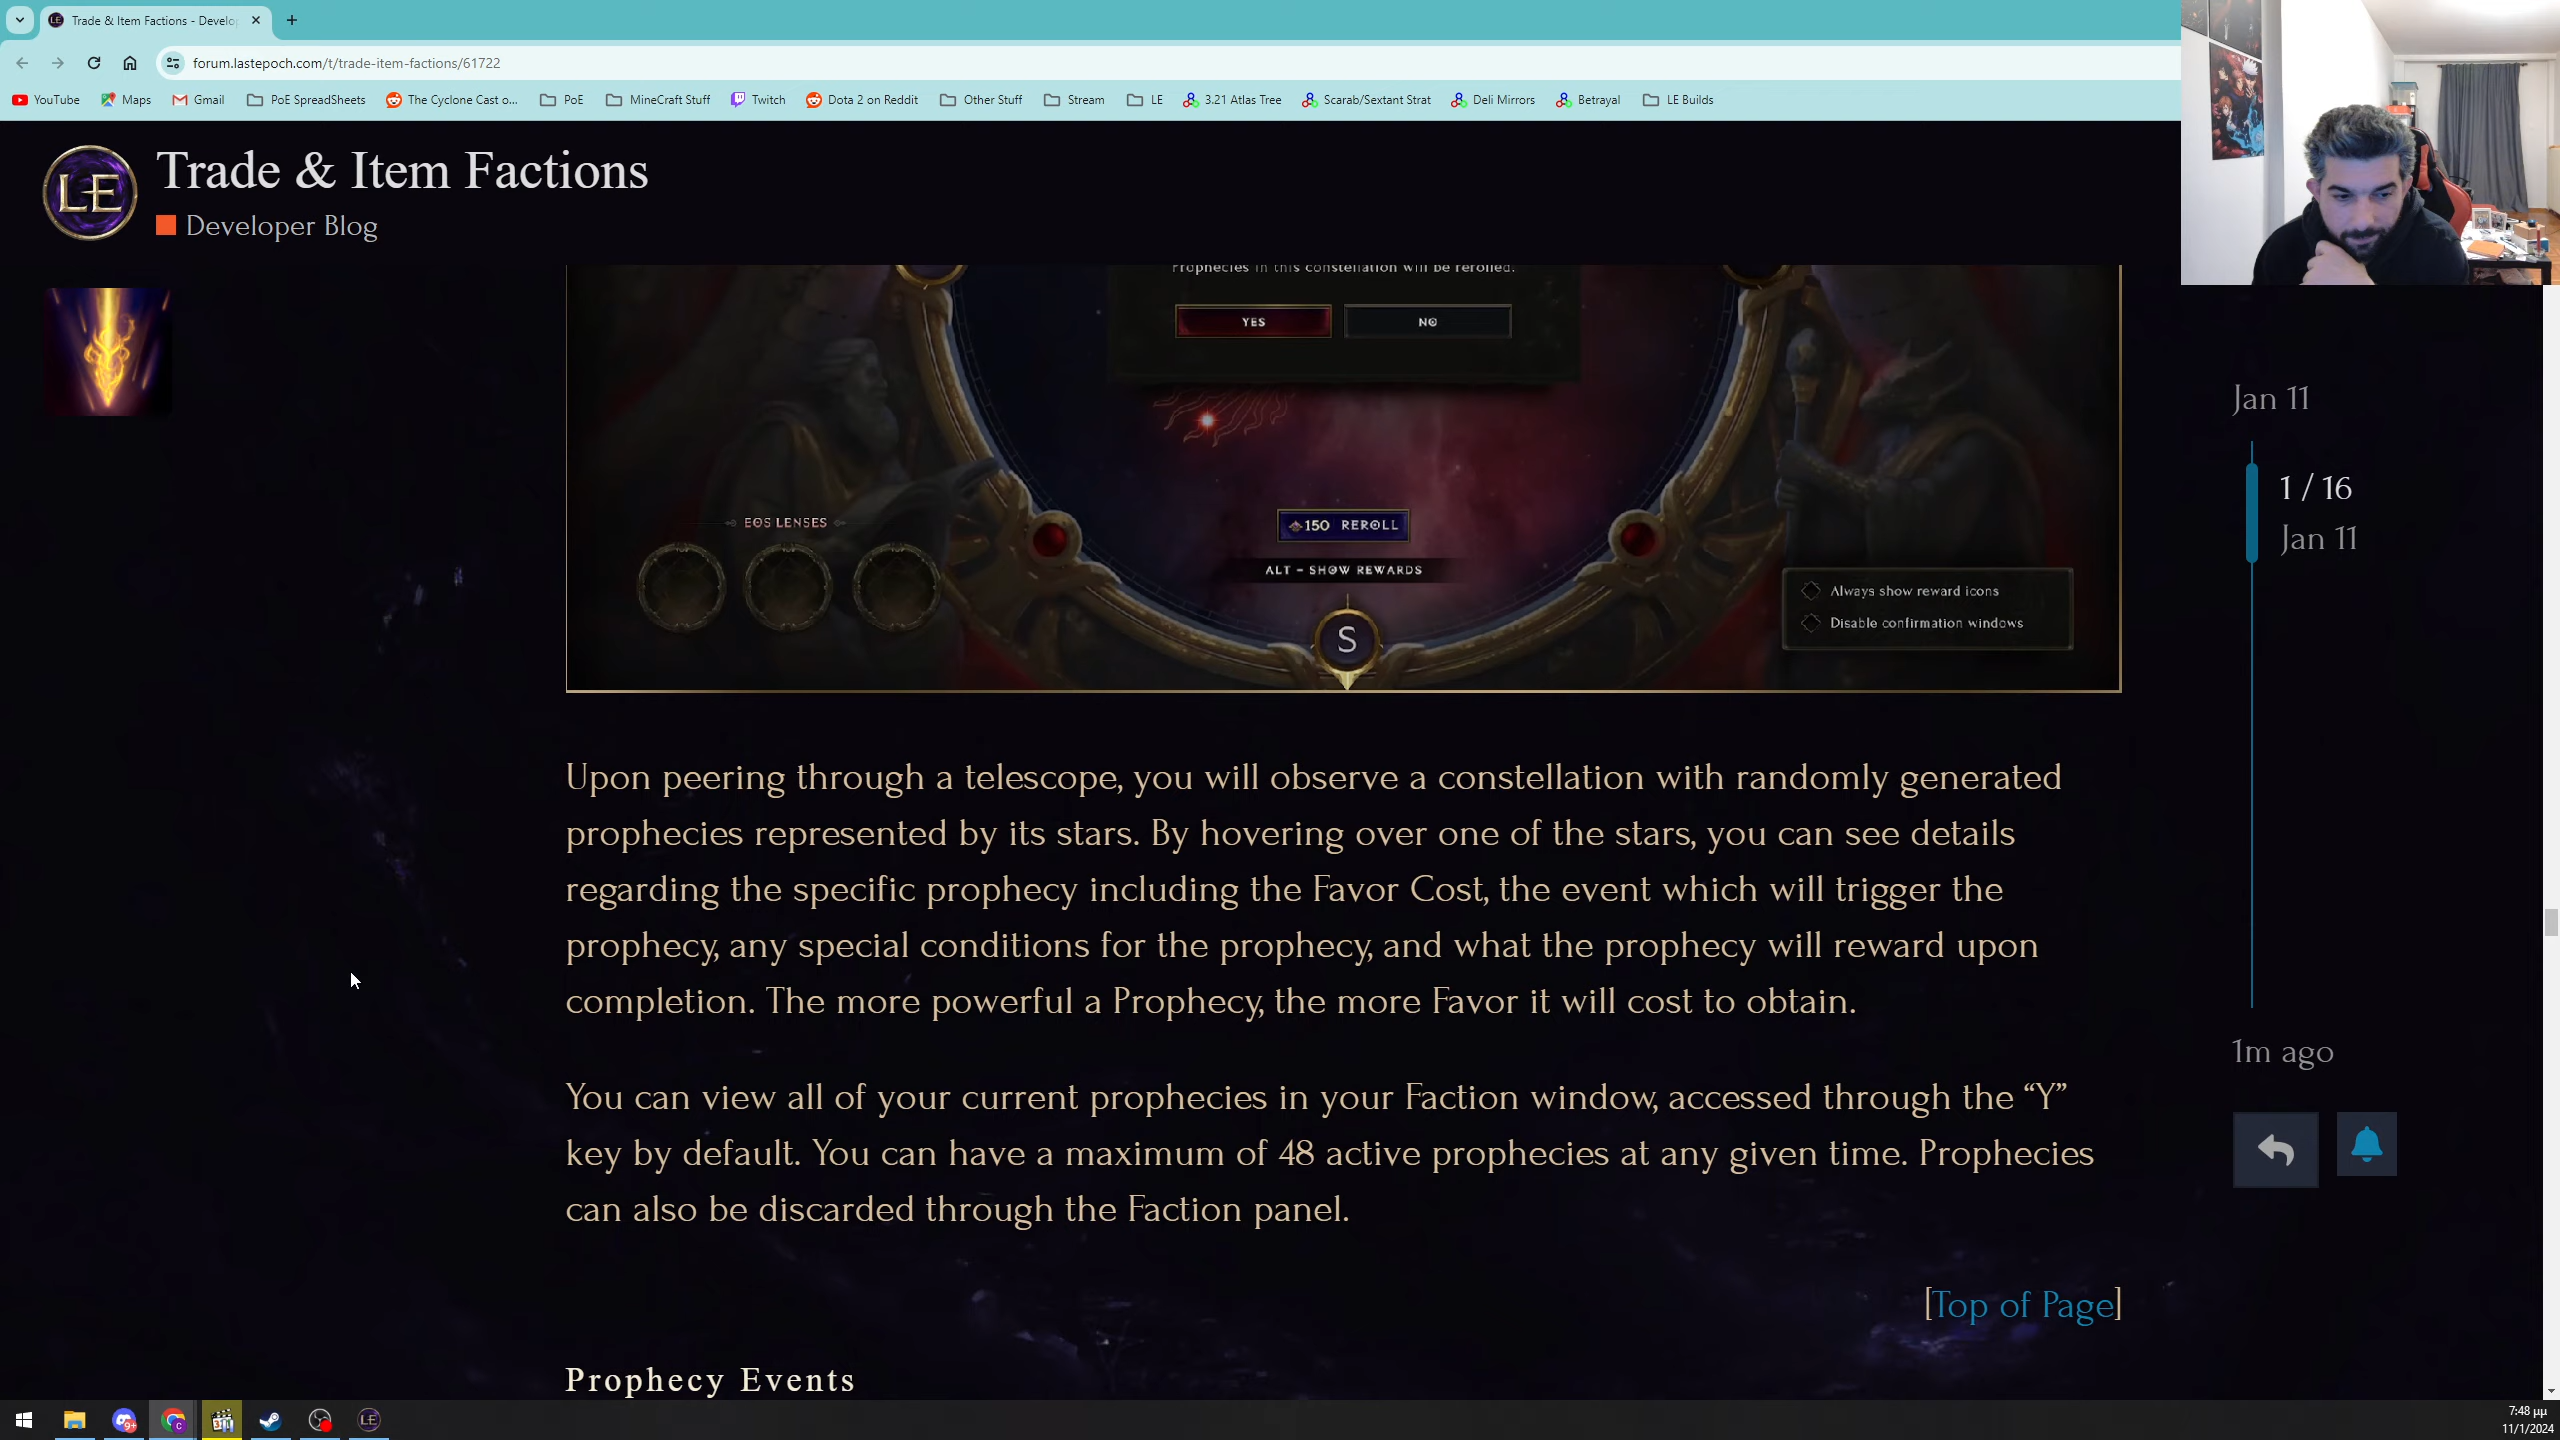 Trade & Item Factions - Develo
forum.lastepoch.com/t/trade-item-factions/61722
YouTube
Maps
Gmail
PoE SpreadSheets
The Cyclone Cast o...
PoE
MineCraft Stuff
Twitch
Dota 2 on Reddit
Other Stuff
Stream
LE
3.21 Atlas Tree
Scarab/Sextant Strat
Deli Mirrors
Betrayal
LE Builds
LE
Trade & Item Factions
Developer Blog
Prophecies in this constellation will be rerolled.
YES
NO
EOS LENSES
150 REROLL
ALT - SHOW REWARDS
S
Always show reward icons
Disable confirmation windows
Jan 11
1 / 16
Jan 11
Upon peering through a telescope, you will observe a constellation with randomly generated
prophecies represented by its stars. By hovering over one of the stars, you can see details
regarding the specific prophecy including the Favor Cost, the event which will trigger the
prophecy, any special conditions for the prophecy, and what the prophecy will reward upon
completion. The more powerful a Prophecy, the more Favor it will cost to obtain.
1m ago
You can view all of your current prophecies in your Faction window, accessed through the “Y”
key by default. You can have a maximum of 48 active prophecies at any given time. Prophecies
can also be discarded through the Faction panel.
[Top of Page]
Prophecy Events
9+
LE
7:48 μμ
11/1/2024